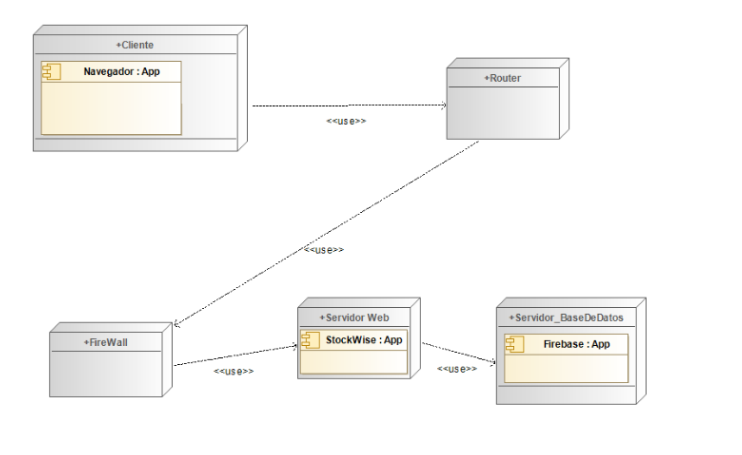 +Cliente
Navegador : App
+Router
<<use>>
<<use>>
+FireWall
<<use>>
+Servidor Web
StockWise : App
<<use>>
+Servidor_BaseDeDatos
Firebase : App